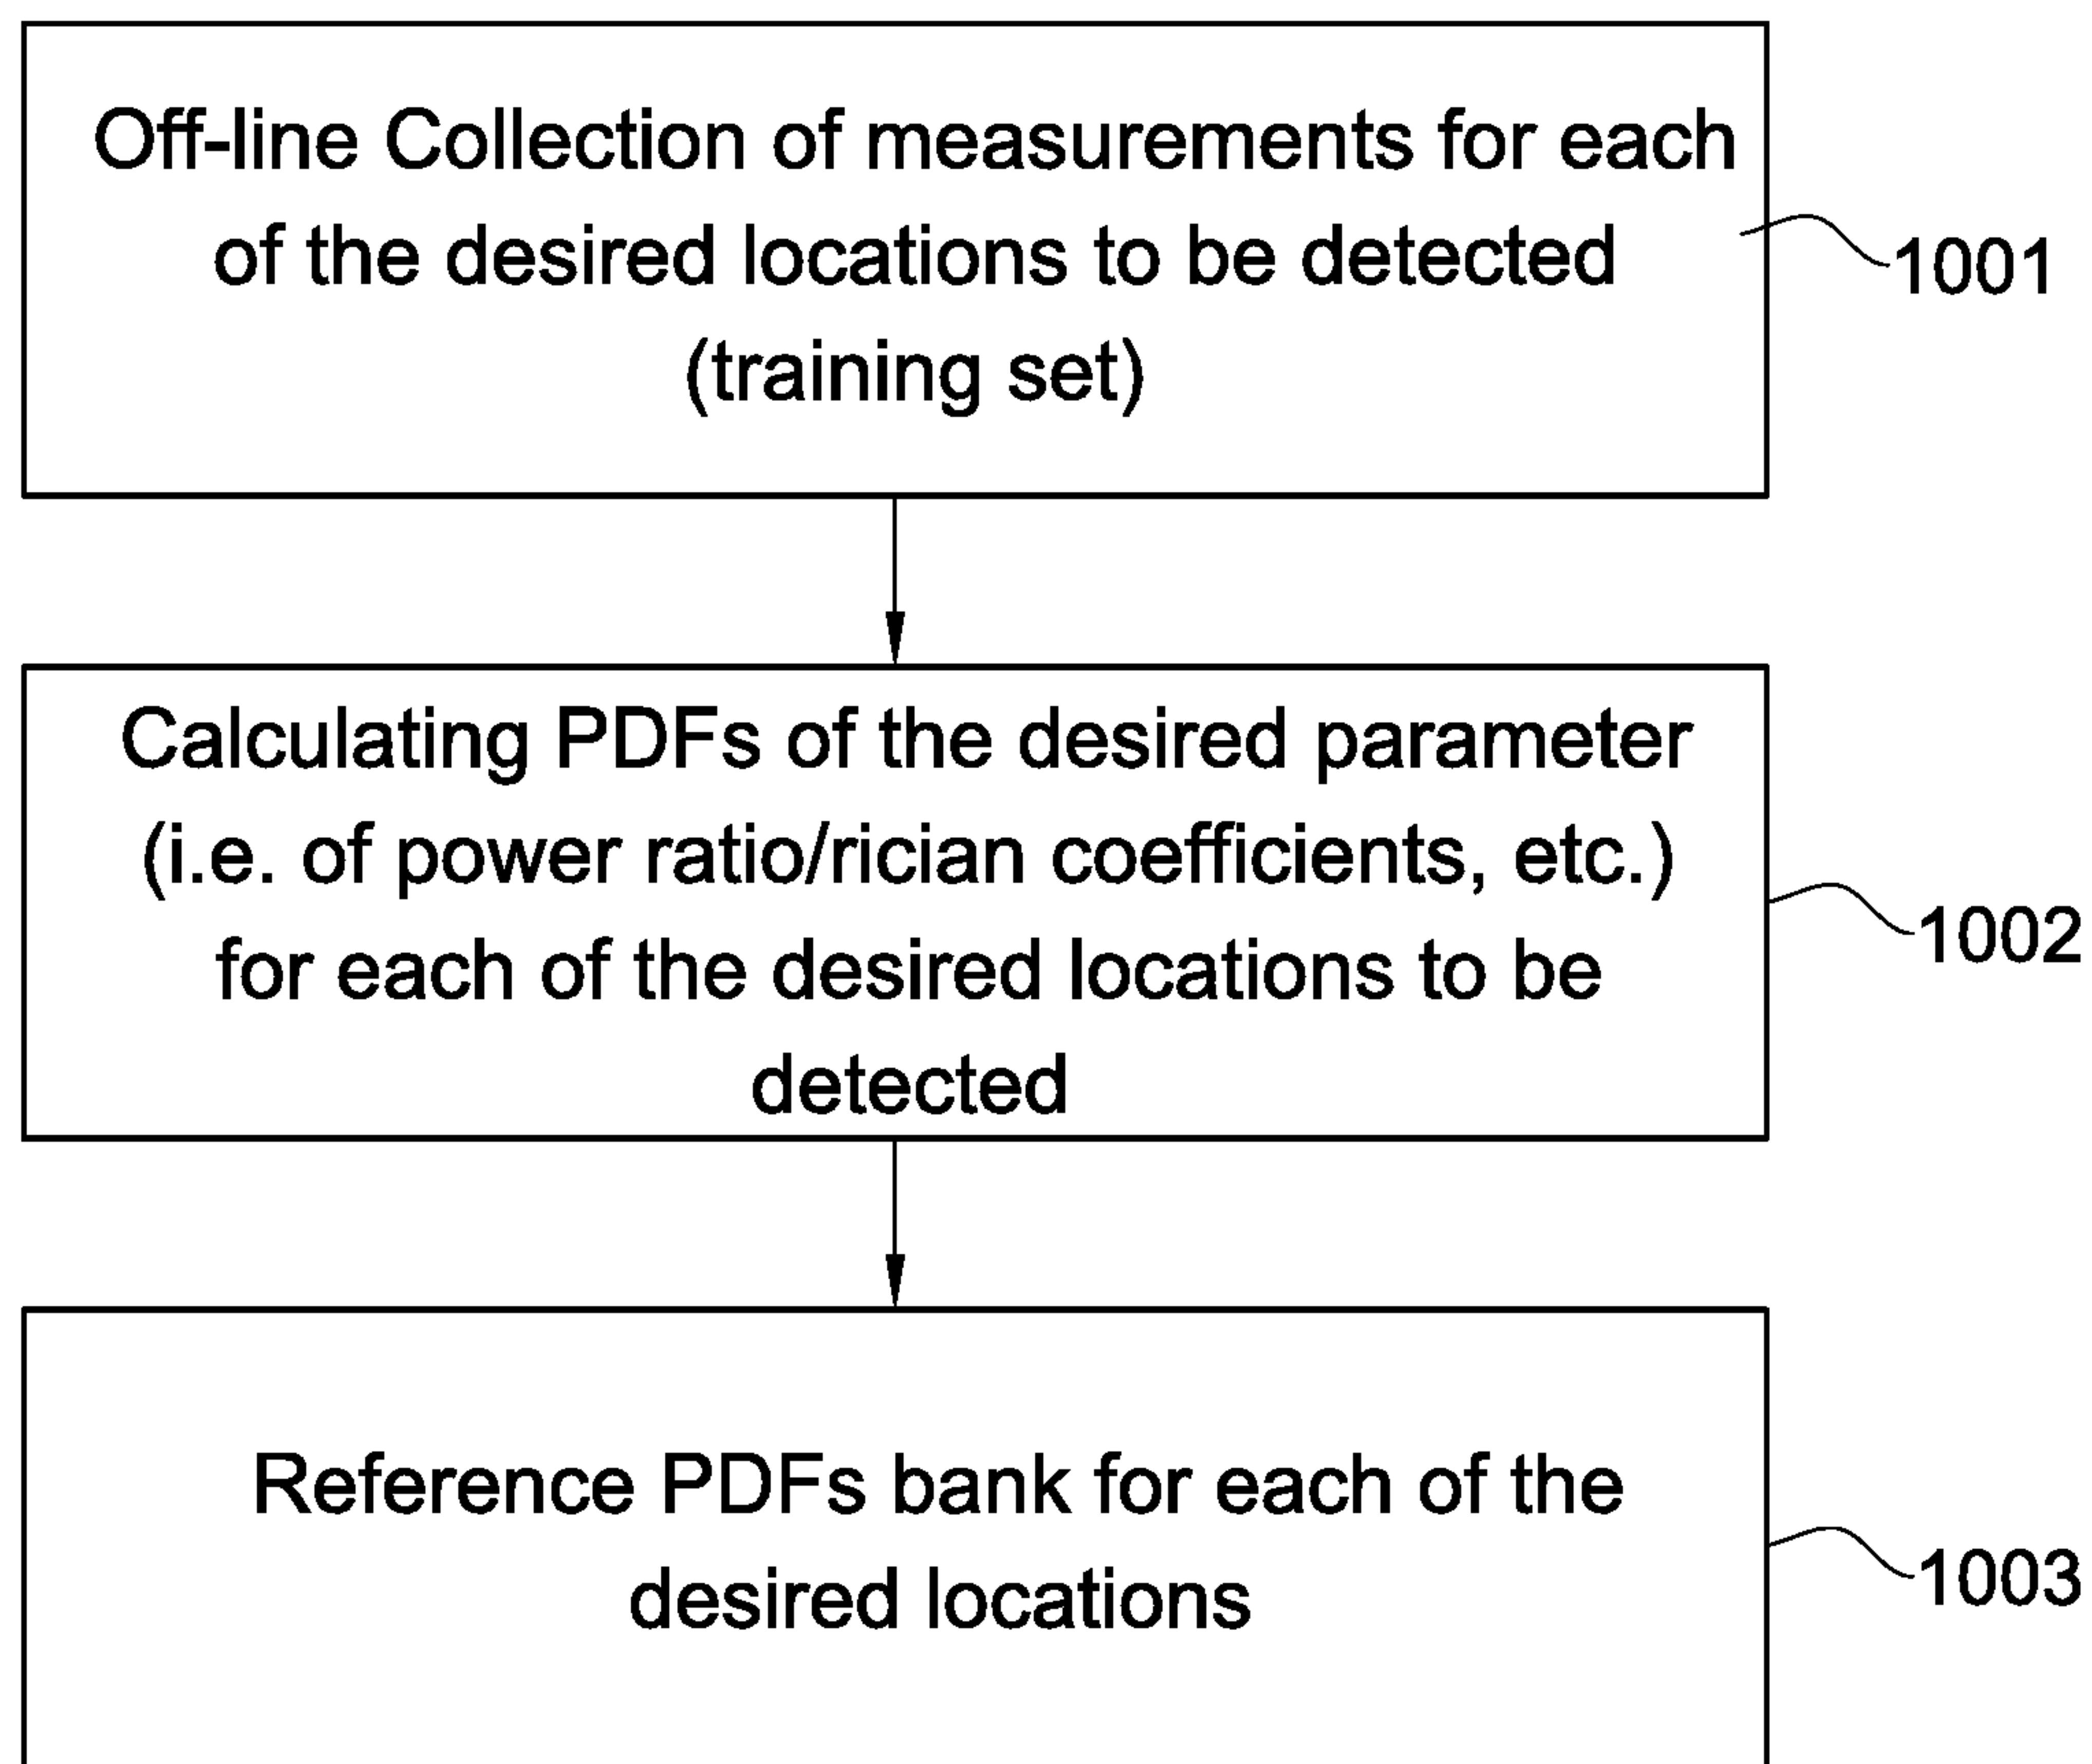 Off-line Collection of measurements for each
of the desired locations to be detected
(training set)
1001
Calculating PDFs of the desired parameter
(i.e. of power ratio/rician coefficients, etc.)
for each of the desired locations to be
detected
1002
Reference PDFs bank for each of the
desired locations
1003